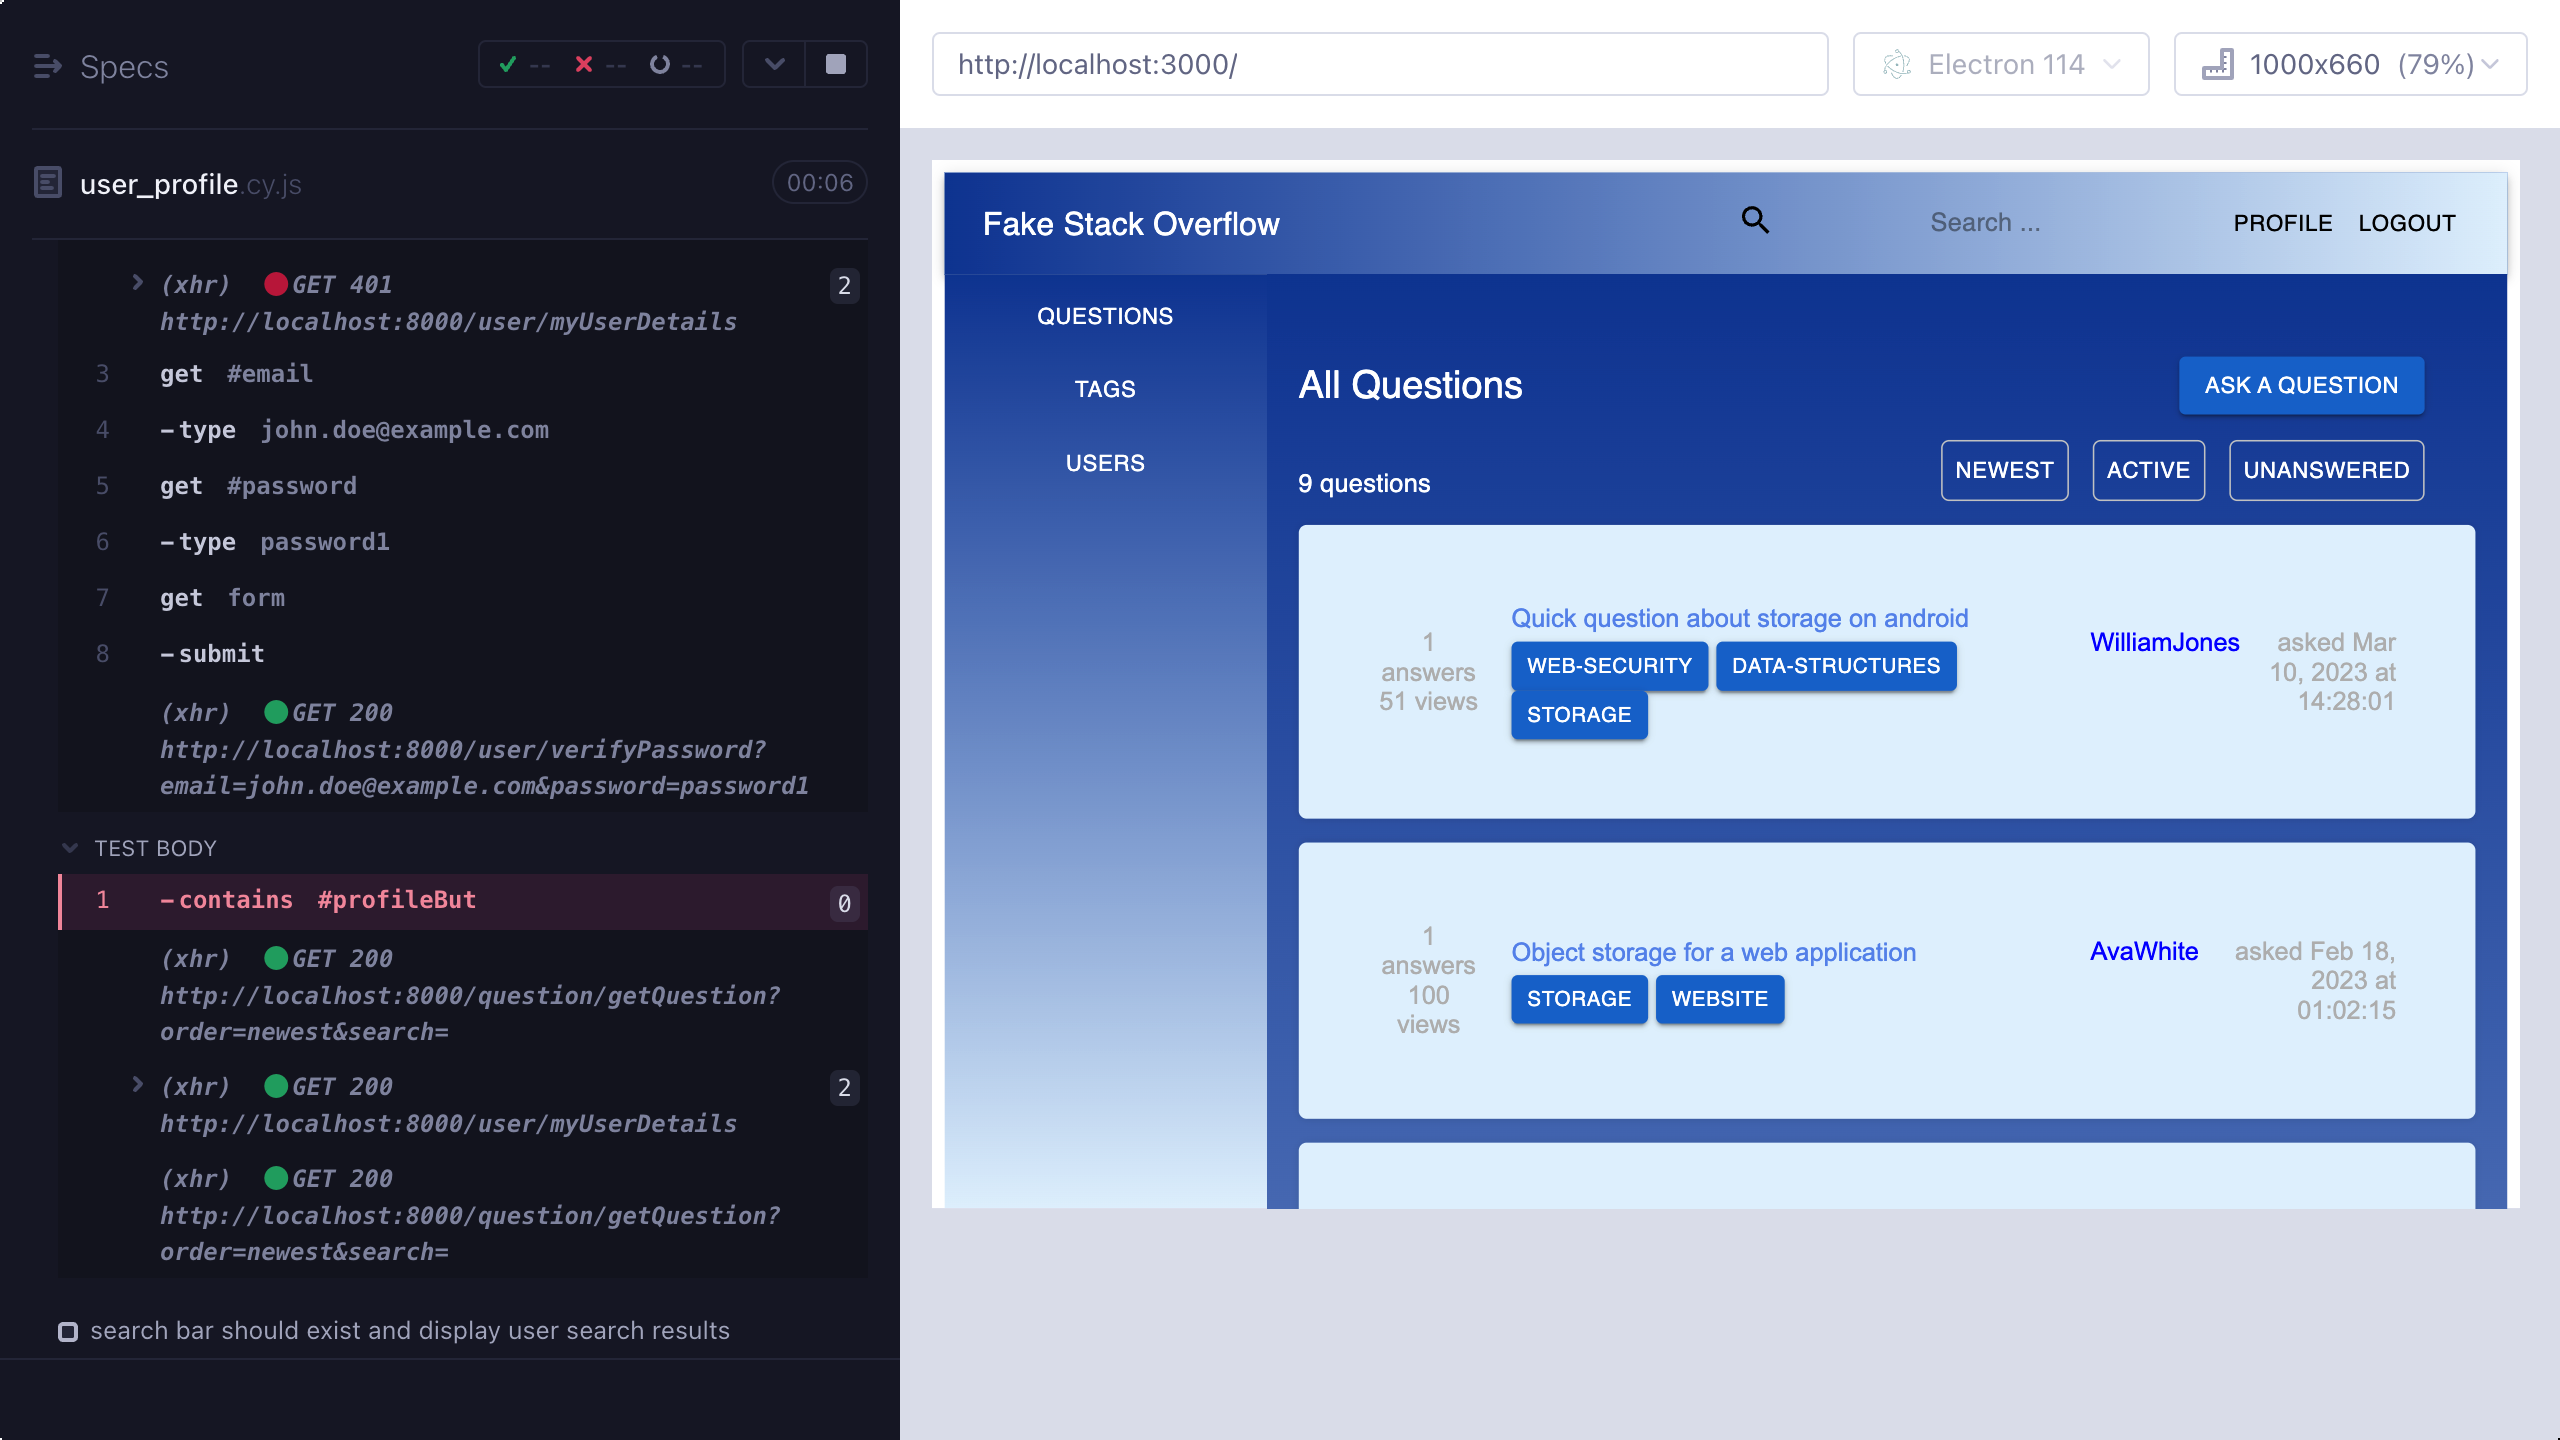 Specs
-- -- --
user_profile.cy.js
00:06
(xhr) GET 401
2
http://localhost:8000/user/myUserDetails
3 get #email
4 -type john.doe@example.com
5 get #password
6 -type password1
7 get form
8 -submit
(xhr) GET 200
http://localhost:8000/user/verifyPassword?
email=john.doe@example.com&password=password1
TEST BODY
1 -contains #profileBut
0
(xhr) GET 200
http://localhost:8000/question/getQuestion?
order=newest&search=
(xhr) GET 200
2
http://localhost:8000/user/myUserDetails
(xhr) GET 200
http://localhost:8000/question/getQuestion?
order=newest&search=
search bar should exist and display user search results
http://localhost:3000/
Electron 114
1000x660 (79%)
Fake Stack Overflow
Search ...
PROFILE
LOGOUT
QUESTIONS
TAGS
USERS
All Questions
ASK A QUESTION
9 questions
NEWEST
ACTIVE
UNANSWERED
1
answers
51 views
Quick question about storage on android
WEB-SECURITY
DATA-STRUCTURES
STORAGE
WilliamJones
asked Mar
10, 2023 at
14:28:01
1
answers
100
views
Object storage for a web application
STORAGE
WEBSITE
AvaWhite
asked Feb 18,
2023 at
01:02:15